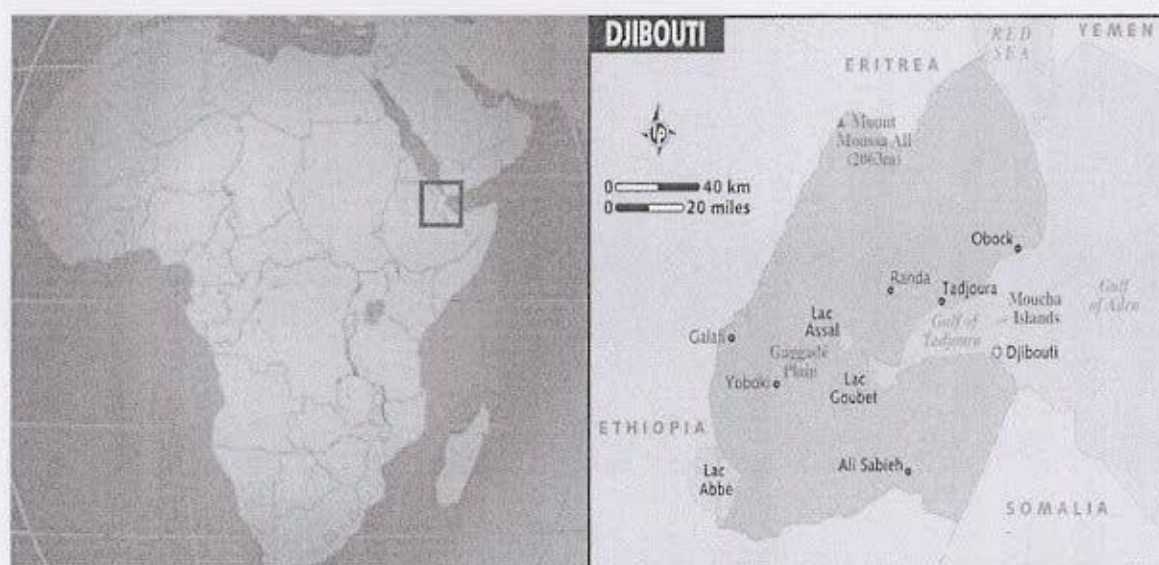 DJIBOUTI
RED
SEA
YEMEN
ERITREA
Mount
Moussa Ali
(2063m)
0 40 km
0 20 miles
Obock
Randa
Tadjoura
Moucha
Islands
Gulf
of Aden
Lac
Assal
Gulf of
Tadjoura
Galafi
Djibouti
Gaggadé
Plain
Yoboki
Lac
Goubet
ETHIOPIA
Lac
Abbé
Ali Sabieh
SOMALIA